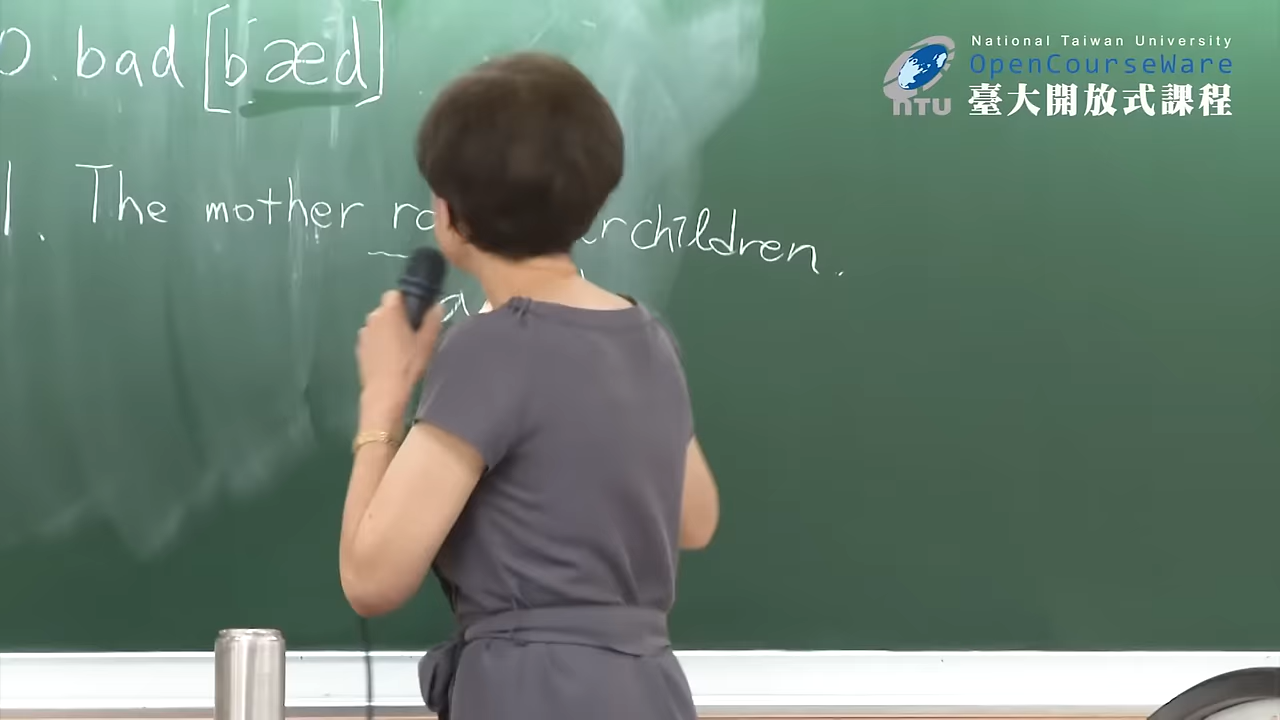 bad [bæd]
National Taiwan University
OpenCourseWare
nTU 臺大開放式課程
The mother children.